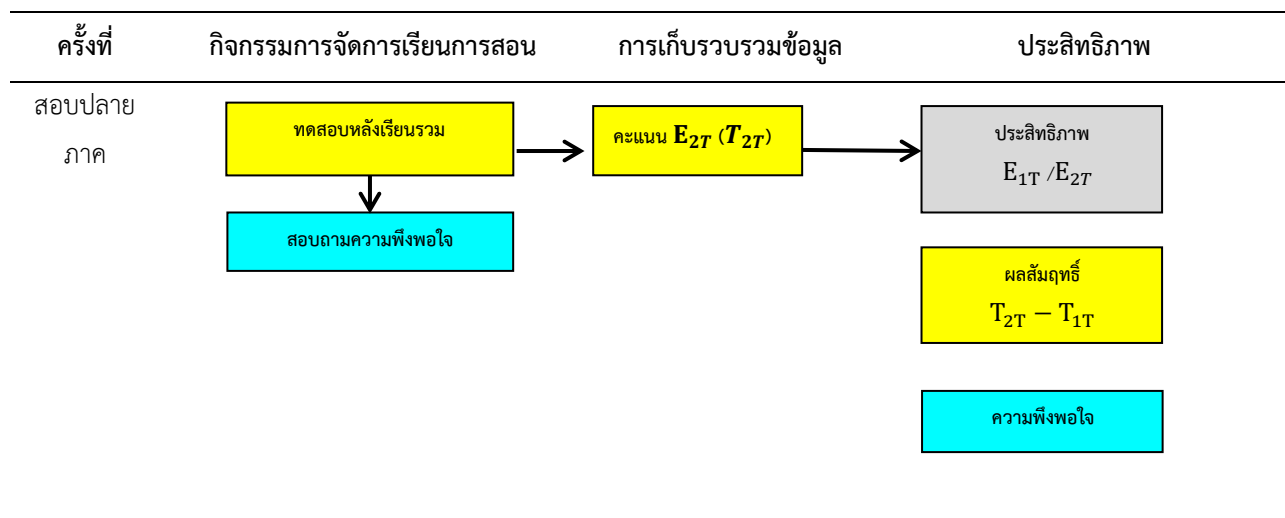 ครั้งที่ กิจกรรมการจัดการเรียนการสอน การเก็บรวบรวมข้อมูล ประสิทธิภาพ
สอบปลาย
ภาค
ทดสอบหลังเรียนรวม
คะแนน E₂T (T₂T)
ประสิทธิภาพ
E₁T /E₂T
สอบถามความพึงพอใจ
ผลสัมฤทธิ์
T₂T − T₁T
ความพึงพอใจ